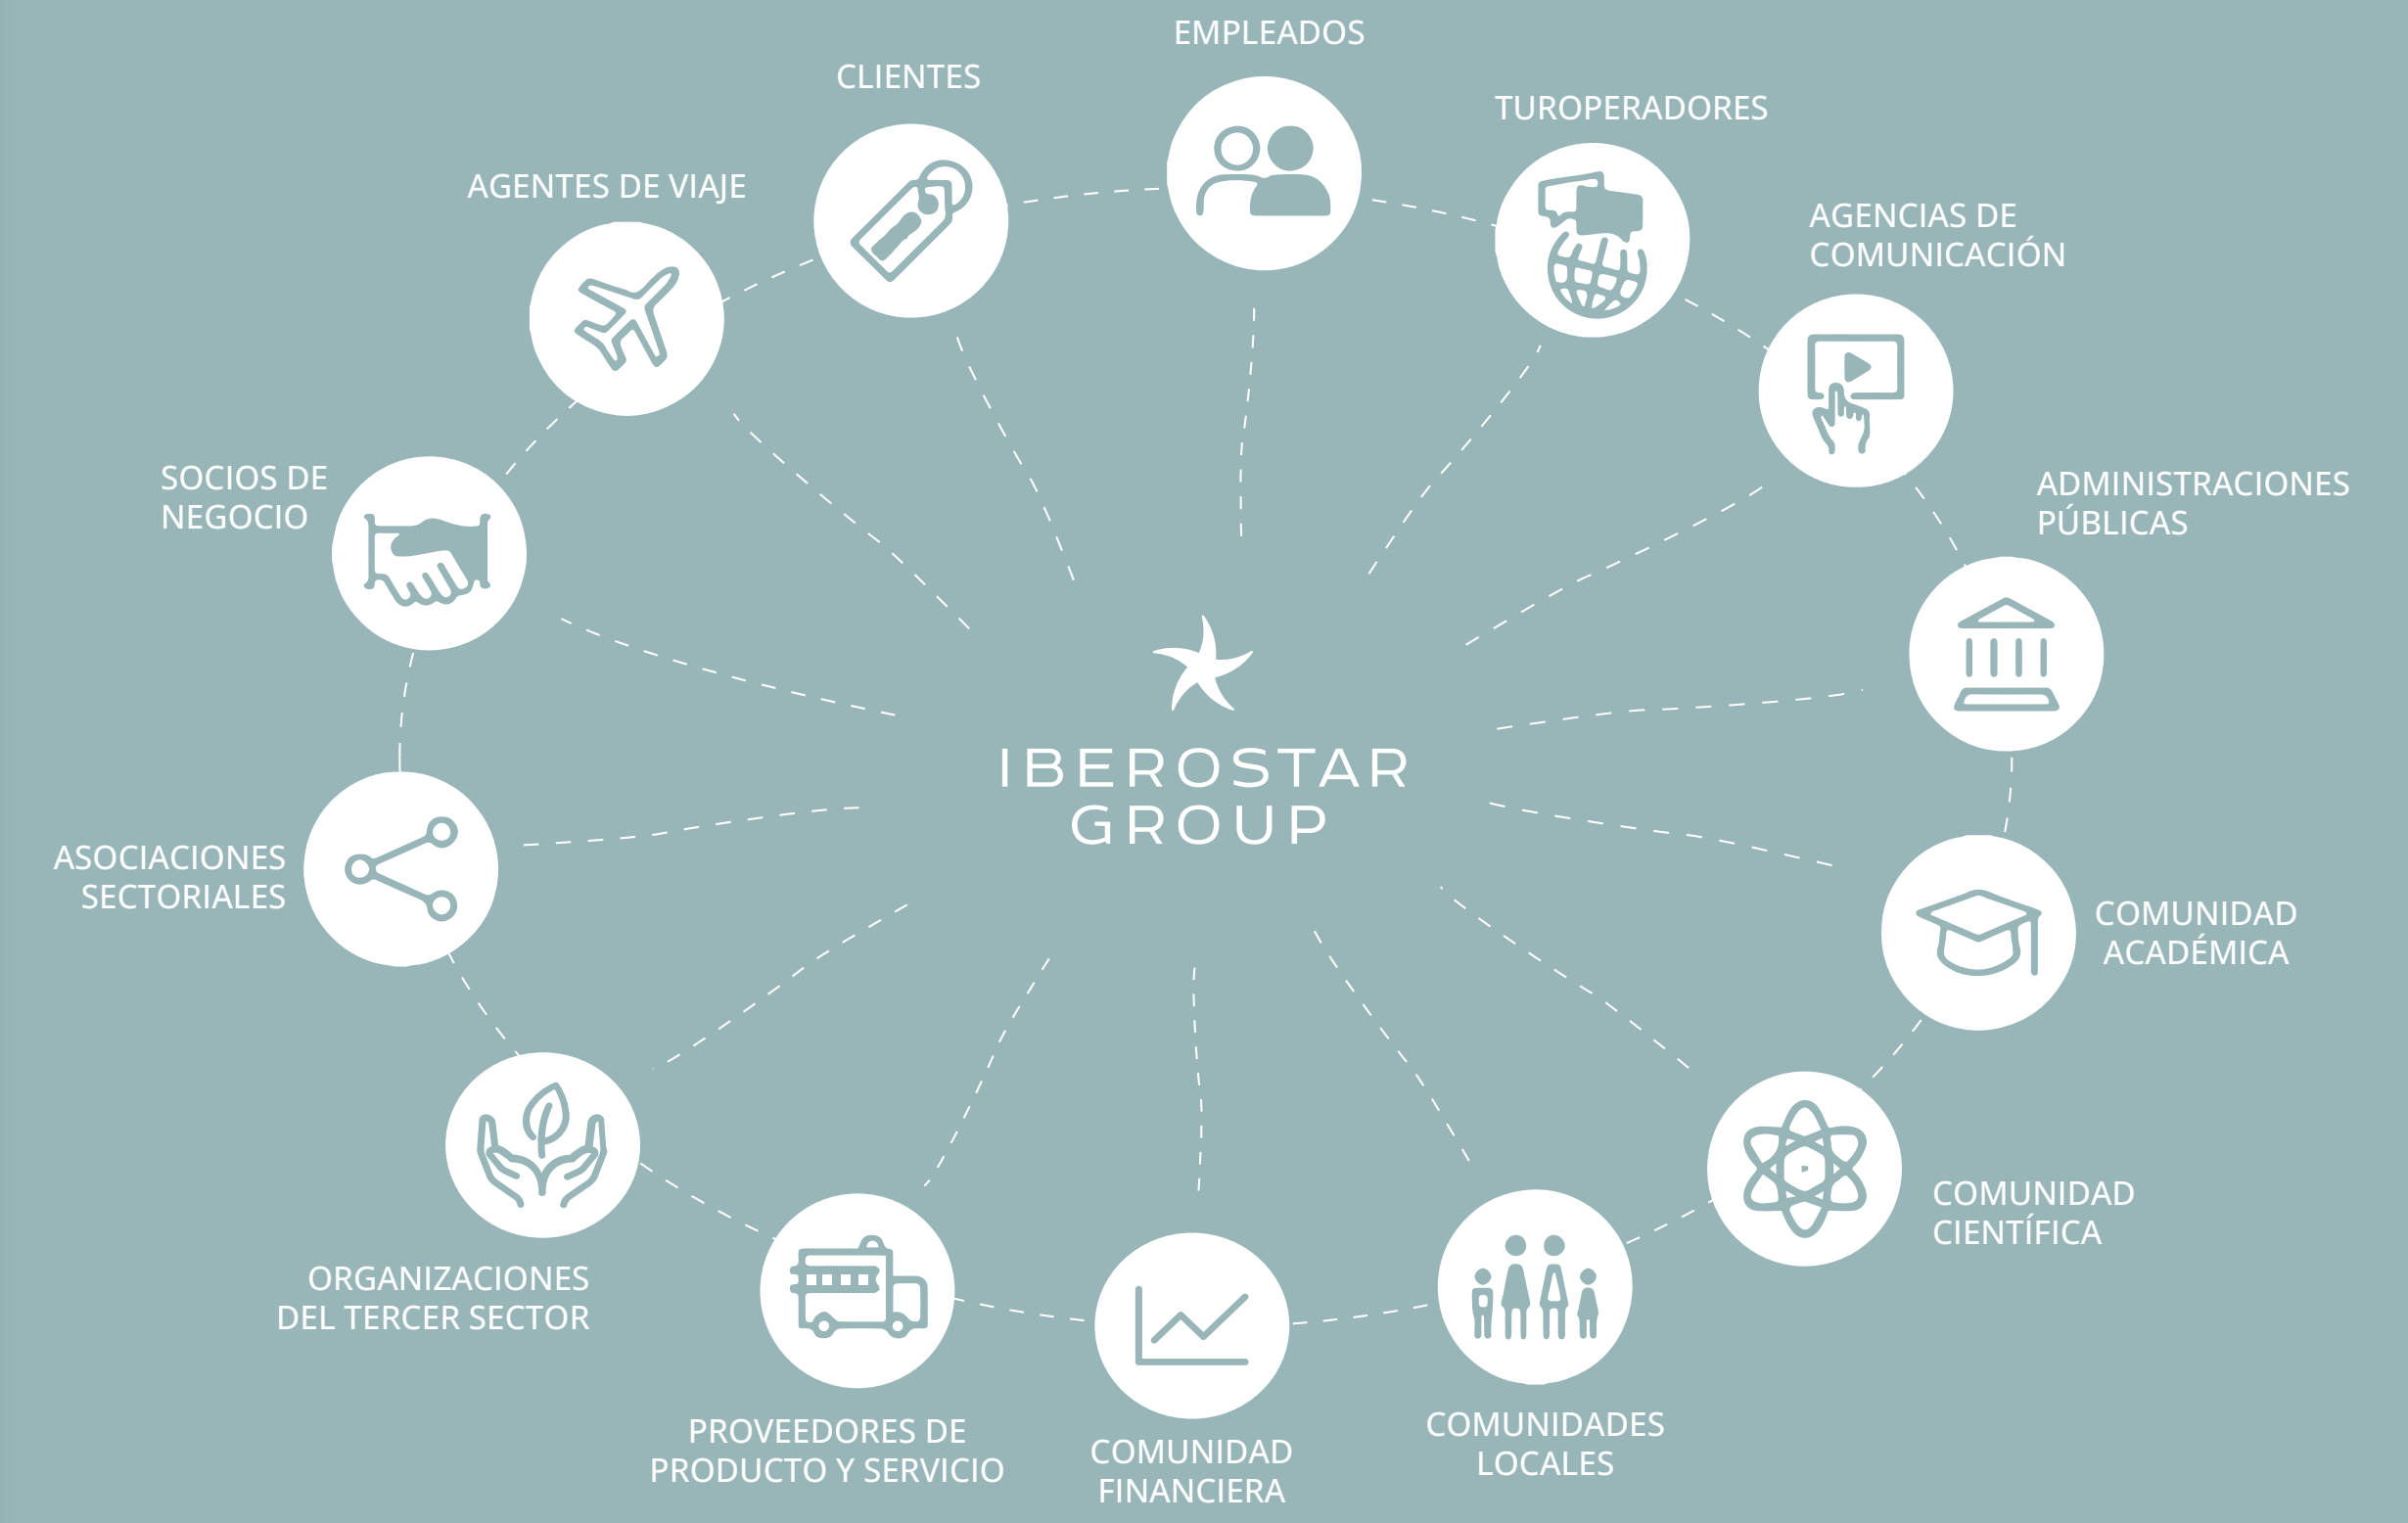 EMPLEADOS
CLIENTES
TUROPERADORES
AGENTES DE VIAJE
AGENCIAS DE
COMUNICACIÓN
SOCIOS DE
NEGOCIO
ADMINISTRACIONES
PÚBLICAS
IBEROSTAR
GROUP
ASOCIACIONES
SECTORIALES
COMUNIDAD
ACADÉMICA
COMUNIDAD
CIENTÍFICA
ORGANIZACIONES
DEL TERCER SECTOR
PROVEEDORES DE
PRODUCTO Y SERVICIO
COMUNIDAD
FINANCIERA
COMUNIDADES
LOCALES